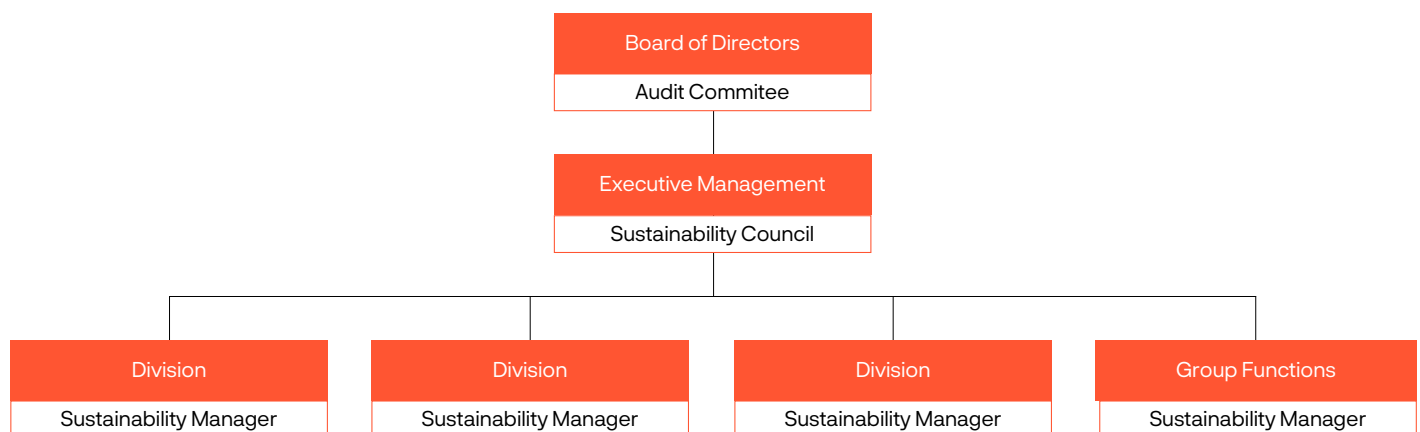 Board of Directors
Audit Commitee
Executive Management
Sustainability Council
Division
Sustainability Manager
Division
Sustainability Manager
Division
Sustainability Manager
Group Functions
Sustainability Manager